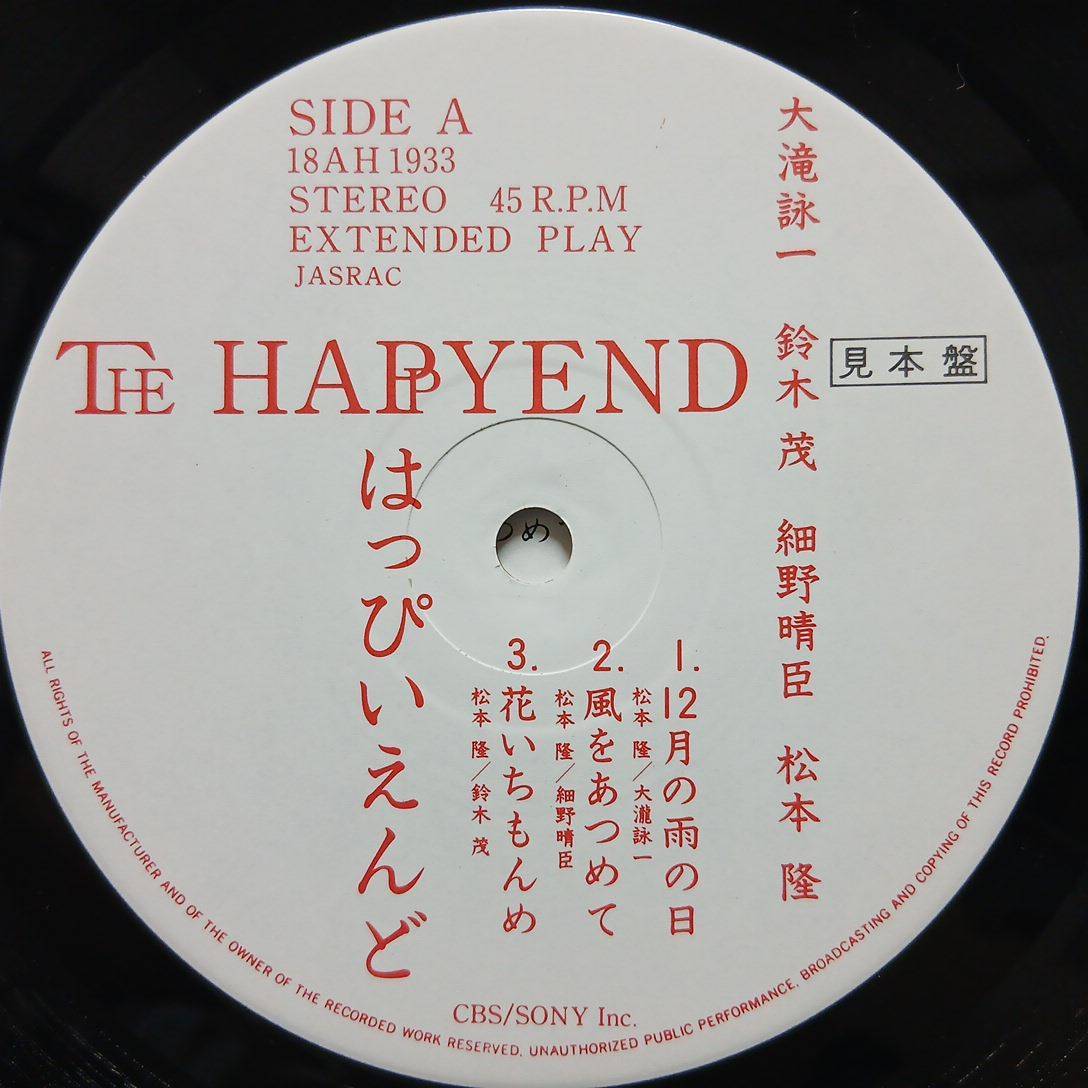 SIDE A
18AH 1933
STEREO 45 R.P.M
EXTENDED PLAY
JASRAC
THE HAPPYEND
大滝詠一 鈴木 茂 細野晴臣 松本 隆
見本盤
はっぴいえんど
1. 12月の雨の日
松本 隆/大瀧詠一
2. 風をあつめて
松本 隆/細野晴臣
3. 花いちもんめ
松本 隆/鈴木 茂
CBS/SONY Inc.
ALL RIGHTS OF THE MANUFACTURER AND OF THE OWNER OF THE RECORDED WORK RESERVED. UNAUTHORIZED PUBLIC PERFORMANCE. BROADCASTING AND COPYING OF THIS RECORD PROHIBITED.